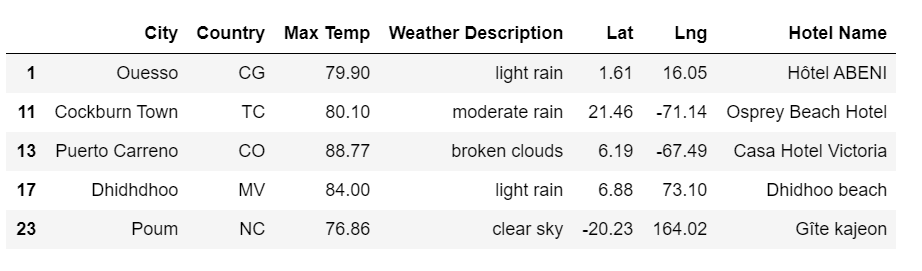 City Country Max Temp Weather Description Lat Lng Hotel Name
1 Ouesso CG 79.90 light rain 1.61 16.05 Hôtel ABENI
11 Cockburn Town TC 80.10 moderate rain 21.46 -71.14 Osprey Beach Hotel
13 Puerto Carreno CO 88.77 broken clouds 6.19 -67.49 Casa Hotel Victoria
17 Dhidhdhoo MV 84.00 light rain 6.88 73.10 Dhidhoo beach
23 Poum NC 76.86 clear sky -20.23 164.02 Gîte kajeon